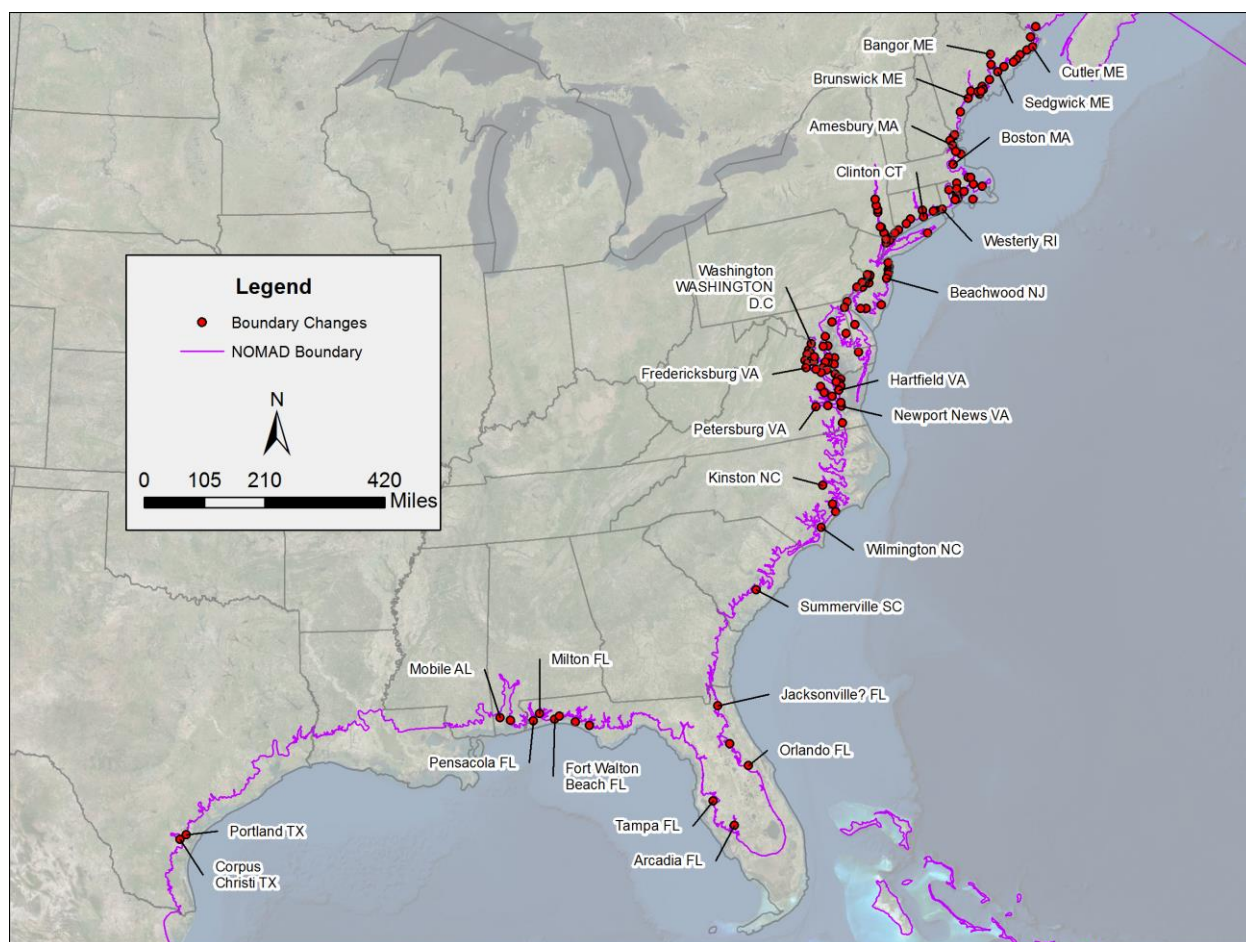 Bangor ME
Cutler ME
Brunswick ME
Sedgwick ME
Amesbury MA
Boston MA
Clinton CT
Westerly RI
Washington
WASHINGTON
D.C
Beachwood NJ
Legend
Boundary Changes
NOMAD Boundary
N
0 105 210 420
Miles
Fredericksburg VA
Hartfield VA
Newport News VA
Petersburg VA
Kinston NC
Wilmington NC
Summerville SC
Milton FL
Mobile AL
Jacksonville? FL
Pensacola FL
Fort Walton
Beach FL
Orlando FL
Tampa FL
Arcadia FL
Portland TX
Corpus
Christi TX